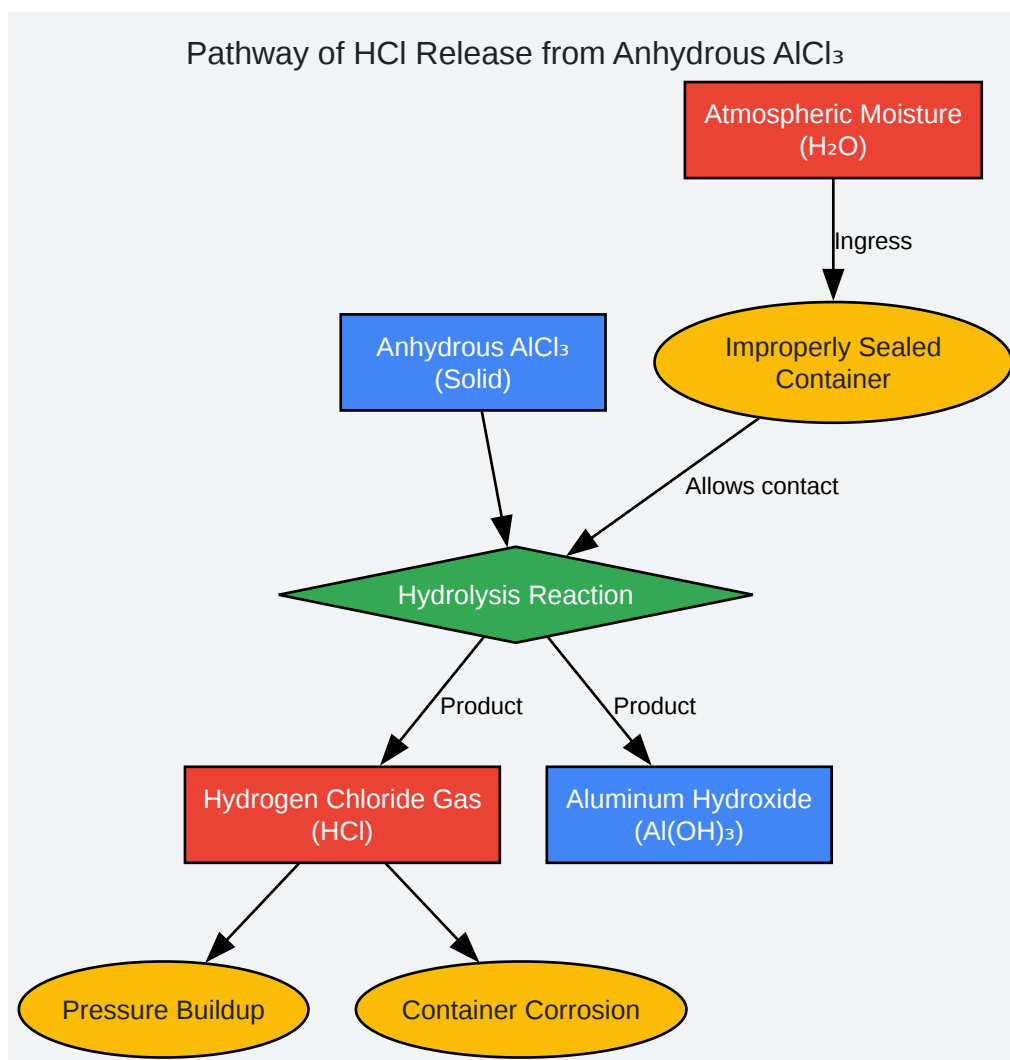 Pathway of HCl Release from Anhydrous AlCl₃
Atmospheric Moisture
(H₂O)
Ingress
Improperly Sealed
Container
Anhydrous AlCl₃
(Solid)
Allows contact
Hydrolysis Reaction
Product
Product
Hydrogen Chloride Gas
(HCl)
Aluminum Hydroxide
(Al(OH)₃)
Pressure Buildup
Container Corrosion